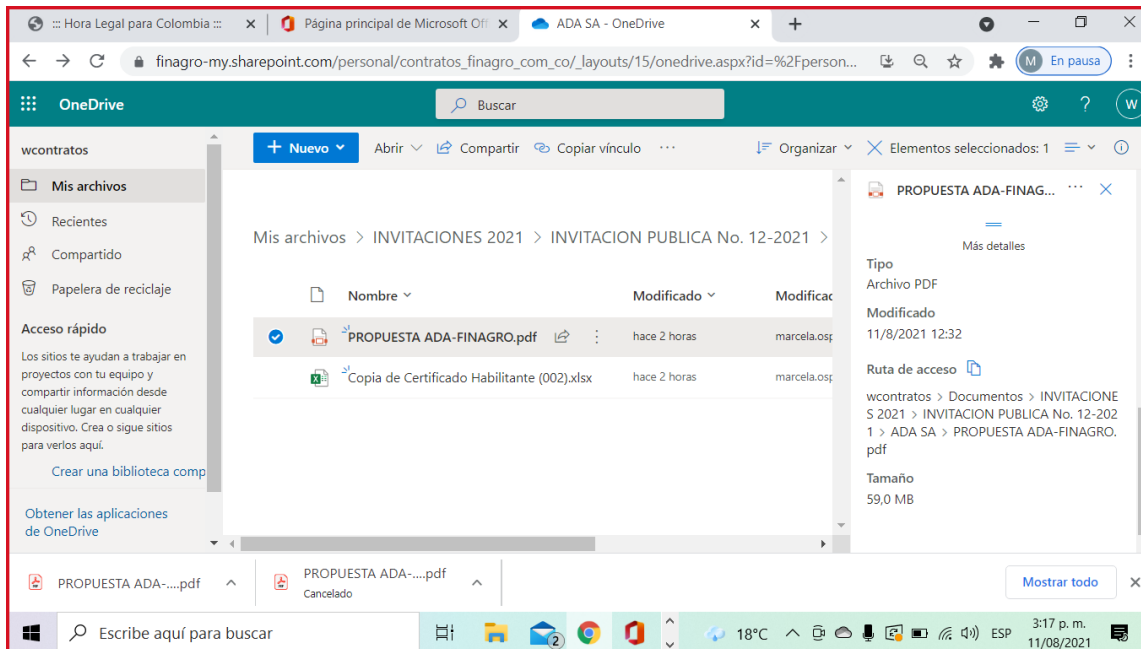 ::: Hora Legal para Colombia :::
Página principal de Microsoft Off
ADA SA - OneDrive
finagro-my.sharepoint.com/personal/contratos_finagro_com_co/_layouts/15/onedrive.aspx?id=%2Fperson...
M
En pausa
OneDrive
Buscar
?
W
wcontratos
Mis archivos
Recientes
Compartido
Papelera de reciclaje
Acceso rápido
Los sitios te ayudan a trabajar en
proyectos con tu equipo y
compartir información desde
cualquier lugar en cualquier
dispositivo. Crea o sigue sitios
para verlos aquí.
Crear una biblioteca comp
Obtener las aplicaciones
de OneDrive
+ Nuevo
Abrir
Compartir
Copiar vínculo
...
Organizar
Elementos seleccionados: 1
Mis archivos > INVITACIONES 2021 > INVITACION PUBLICA No. 12-2021 >
Nombre
Modificado
Modificac
PROPUESTA ADA-FINAGRO.pdf
hace 2 horas
marcela.osp
Copia de Certificado Habilitante (002).xlsx
hace 2 horas
marcela.osp
PROPUESTA ADA-FINAG...
...
Más detalles
Tipo
Archivo PDF
Modificado
11/8/2021 12:32
Ruta de acceso
wcontratos > Documentos > INVITACIONE
S 2021 > INVITACION PUBLICA No. 12-202
1 > ADA SA > PROPUESTA ADA-FINAGRO.
pdf
Tamaño
59,0 MB
PROPUESTA ADA-....pdf
PROPUESTA ADA-....pdf
Cancelado
Mostrar todo
Escribe aquí para buscar
2
18°C
ESP
3:17 p. m.
11/08/2021